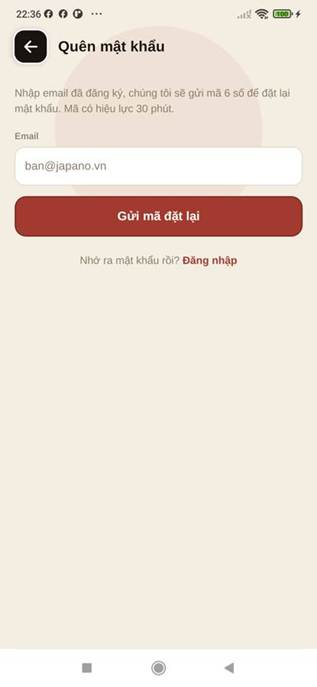 22:36
100
Quên mật khẩu
Nhập email đã đăng ký, chúng tôi sẽ gửi mã 6 số để đặt lại
mật khẩu. Mã có hiệu lực 30 phút.
Email
ban@japano.vn
Gửi mã đặt lại
Nhớ ra mật khẩu rồi? Đăng nhập